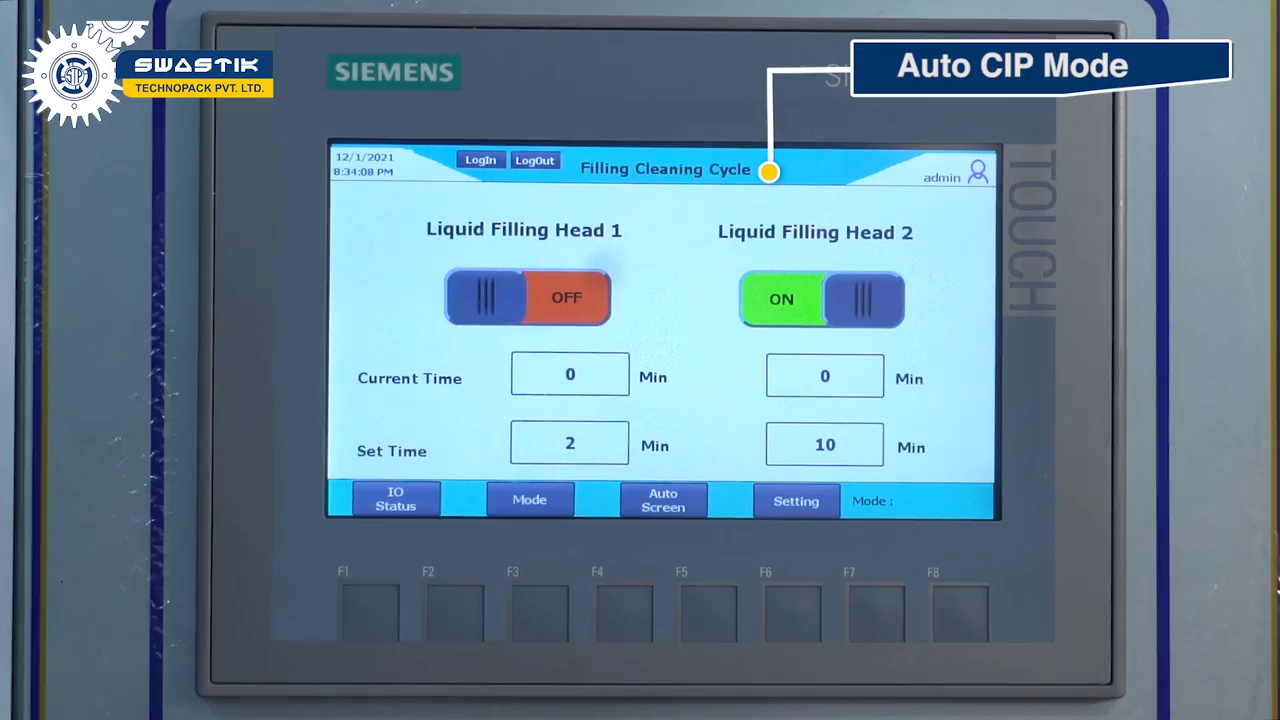 SWASTIK
TECHNOPACK PVT. LTD.
SIEMENS
Auto CIP Mode
12/1/2021
8:34:08 PM
LogIn
LogOut
Filling Cleaning Cycle
admin
TOUCH
Liquid Filling Head 1
Liquid Filling Head 2
OFF
ON
Current Time
0
Min
0
Min
Set Time
2
Min
10
Min
IO
Status
Mode
Auto
Screen
Setting
Mode :
F1
F2
F3
F4
F5
F6
F7
F8